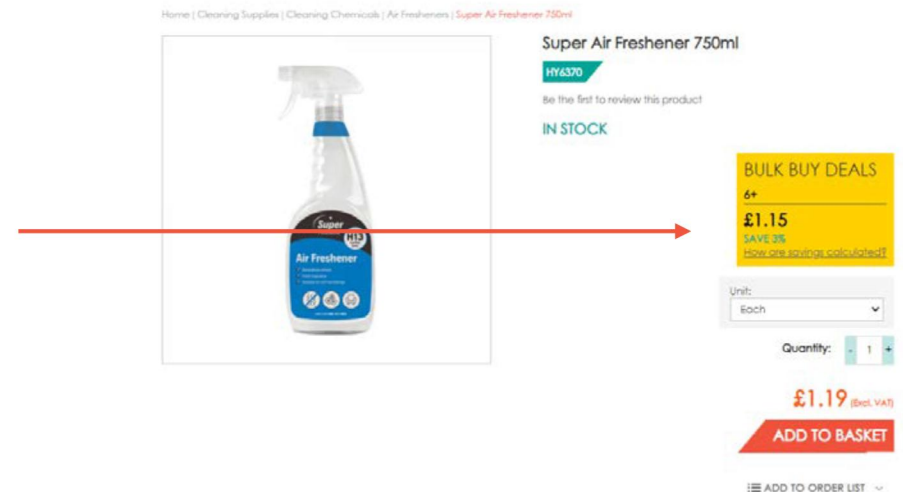 Home | Cleaning Supplies | Cleaning Chemicals | Air Fresheners | Super Air Freshener 750ml
Super Air Freshener 750ml
HY6370
Be the first to review this product
IN STOCK
Super
H13
Air Freshener
BULK BUY DEALS
6+
£1.15
SAVE 3%
How are savings calculated?
Unit:
Each
Quantity: - 1 +
£1.19 (Excl. VAT)
ADD TO BASKET
ADD TO ORDER LIST